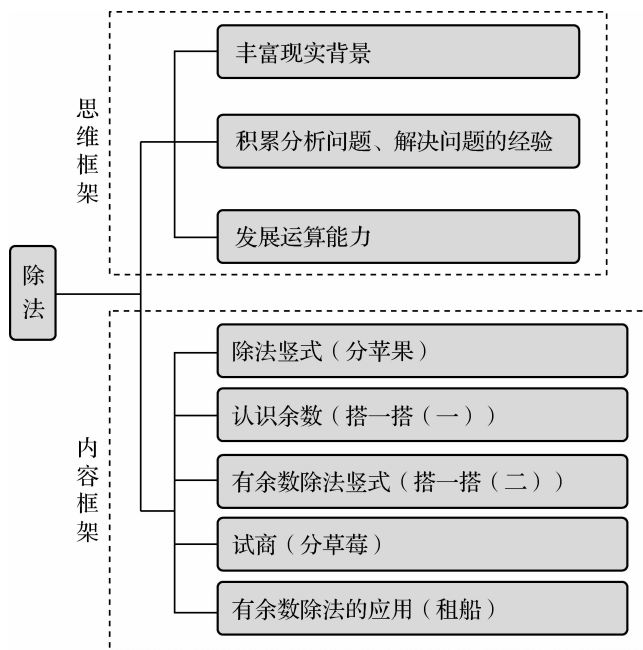 丰富现实背景
思维框架
积累分析问题、解决问题的经验
发展运算能力
除法
除法竖式（分苹果）
认识余数（搭一搭（一））
内容框架
有余数除法竖式（搭一搭（二））
试商（分草莓）
有余数除法的应用（租船）